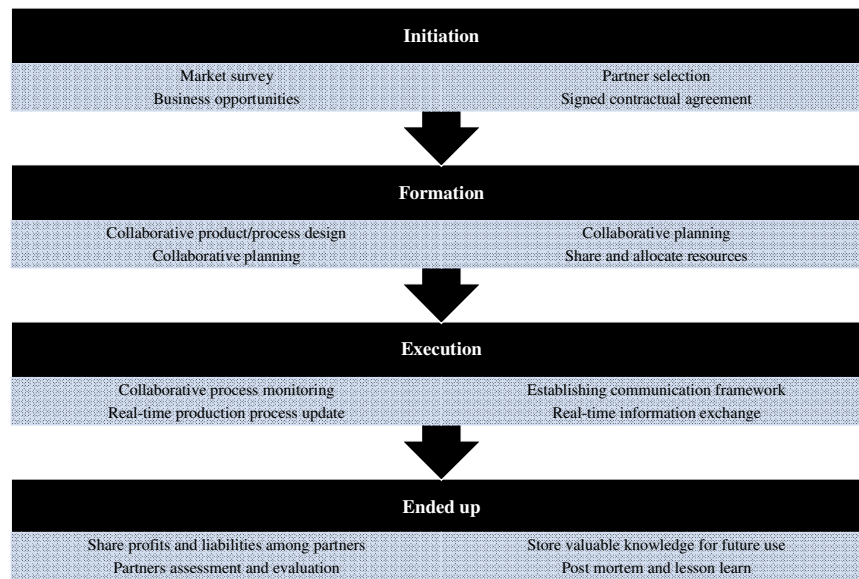 Initiation
Market survey
Business opportunities
Partner selection
Signed contractual agreement
Formation
Collaborative product/process design
Collaborative planning
Collaborative planning
Share and allocate resources
Execution
Collaborative process monitoring
Real-time production process update
Establishing communication framework
Real-time information exchange
Ended up
Share profits and liabilities among partners
Partners assessment and evaluation
Store valuable knowledge for future use
Post mortem and lesson learn